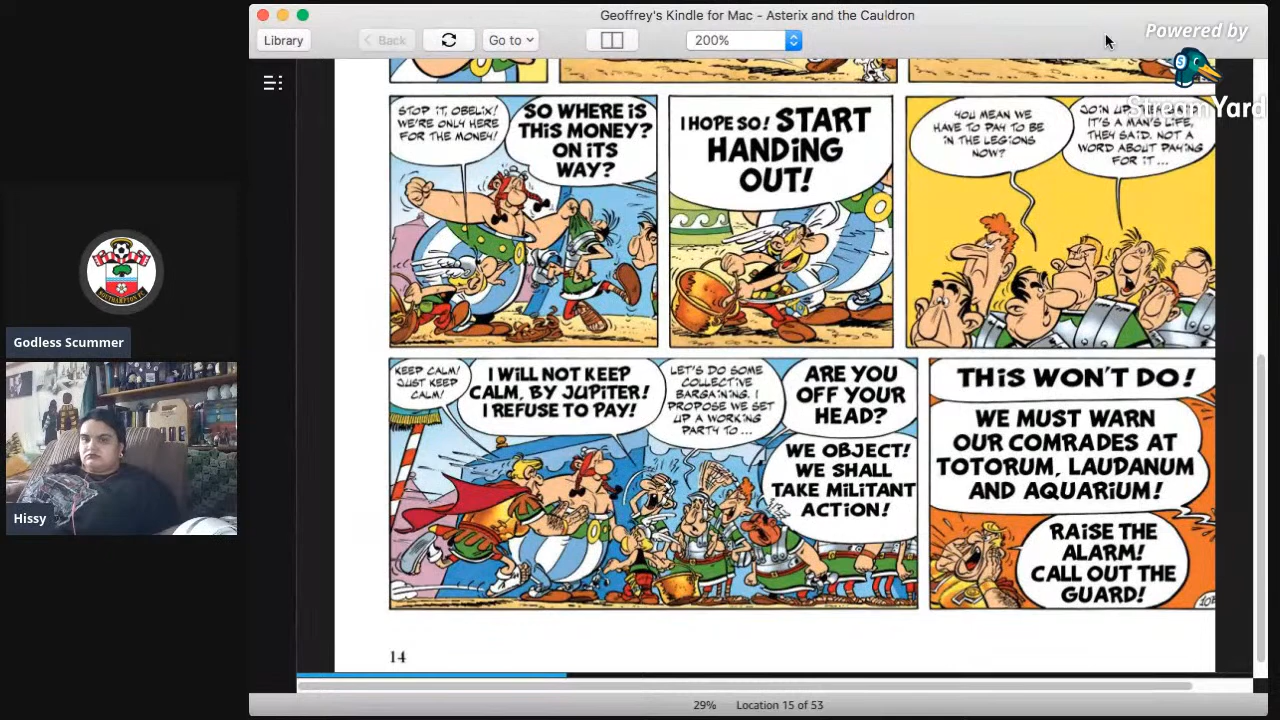 Geoffrey's Kindle for Mac - Asterix and the Cauldron
Library
Back
Go to
200%
Powered by
StreamYard
STOP IT, OBELIX!
WE'RE ONLY HERE
FOR THE MONEY!
SO WHERE IS
THIS MONEY?
ON ITS
WAY?
I HOPE SO! START
HANDING
OUT!
YOU MEAN WE
HAVE TO PAY TO BE
IN THE LEGIONS
NOW?
JOIN UP, THEY SAID.
IT'S A MAN'S LIFE,
THEY SAID. NOT A
WORD ABOUT PAYING
FOR IT ...
KEEP CALM!
JUST KEEP
CALM!
I WILL NOT KEEP
CALM, BY JUPITER!
I REFUSE TO PAY!
LET'S DO SOME
COLLECTIVE
BARGAINING. I
PROPOSE WE SET
UP A WORKING
PARTY TO ...
ARE YOU
OFF YOUR
HEAD?
WE OBJECT!
WE SHALL
TAKE MILITANT
ACTION!
THIS WON'T DO!
WE MUST WARN
OUR COMRADES AT
TOTORUM, LAUDANUM
AND AQUARIUM!
RAISE THE
ALARM!
CALL OUT THE
GUARD!
14
SOUTHAMPTON FC
Godless Scummer
Hissy
29% Location 15 of 53